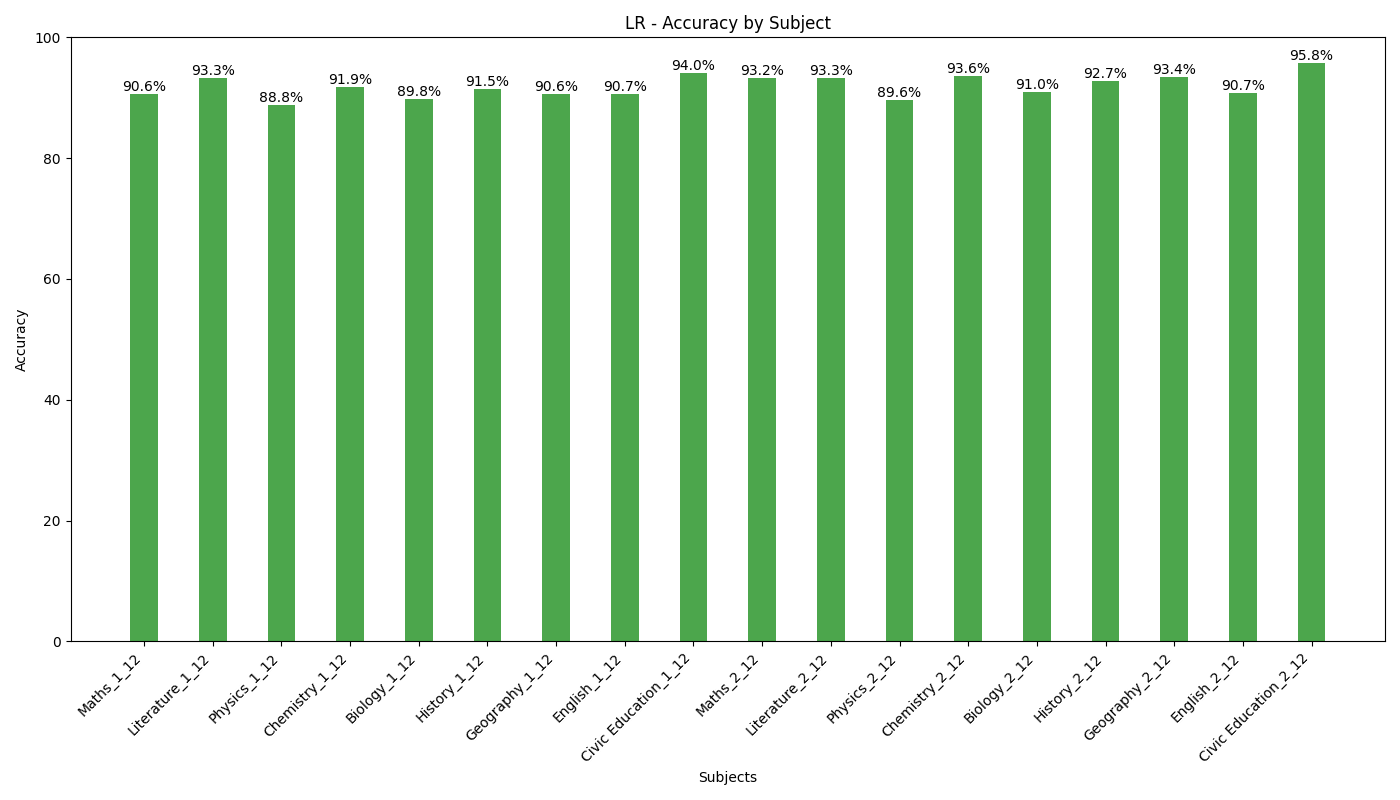 LR - Accuracy by Subject
100
80
60
40
20
0
Accuracy
90.6%
93.3%
88.8%
91.9%
89.8%
91.5%
90.6%
90.7%
94.0%
93.2%
93.3%
89.6%
93.6%
91.0%
92.7%
93.4%
90.7%
95.8%
Maths_1_12
Literature_1_12
Physics_1_12
Chemistry_1_12
Biology_1_12
History_1_12
Geography_1_12
English_1_12
Civic Education_1_12
Maths_2_12
Literature_2_12
Physics_2_12
Chemistry_2_12
Biology_2_12
History_2_12
Geography_2_12
English_2_12
Civic Education_2_12
Subjects